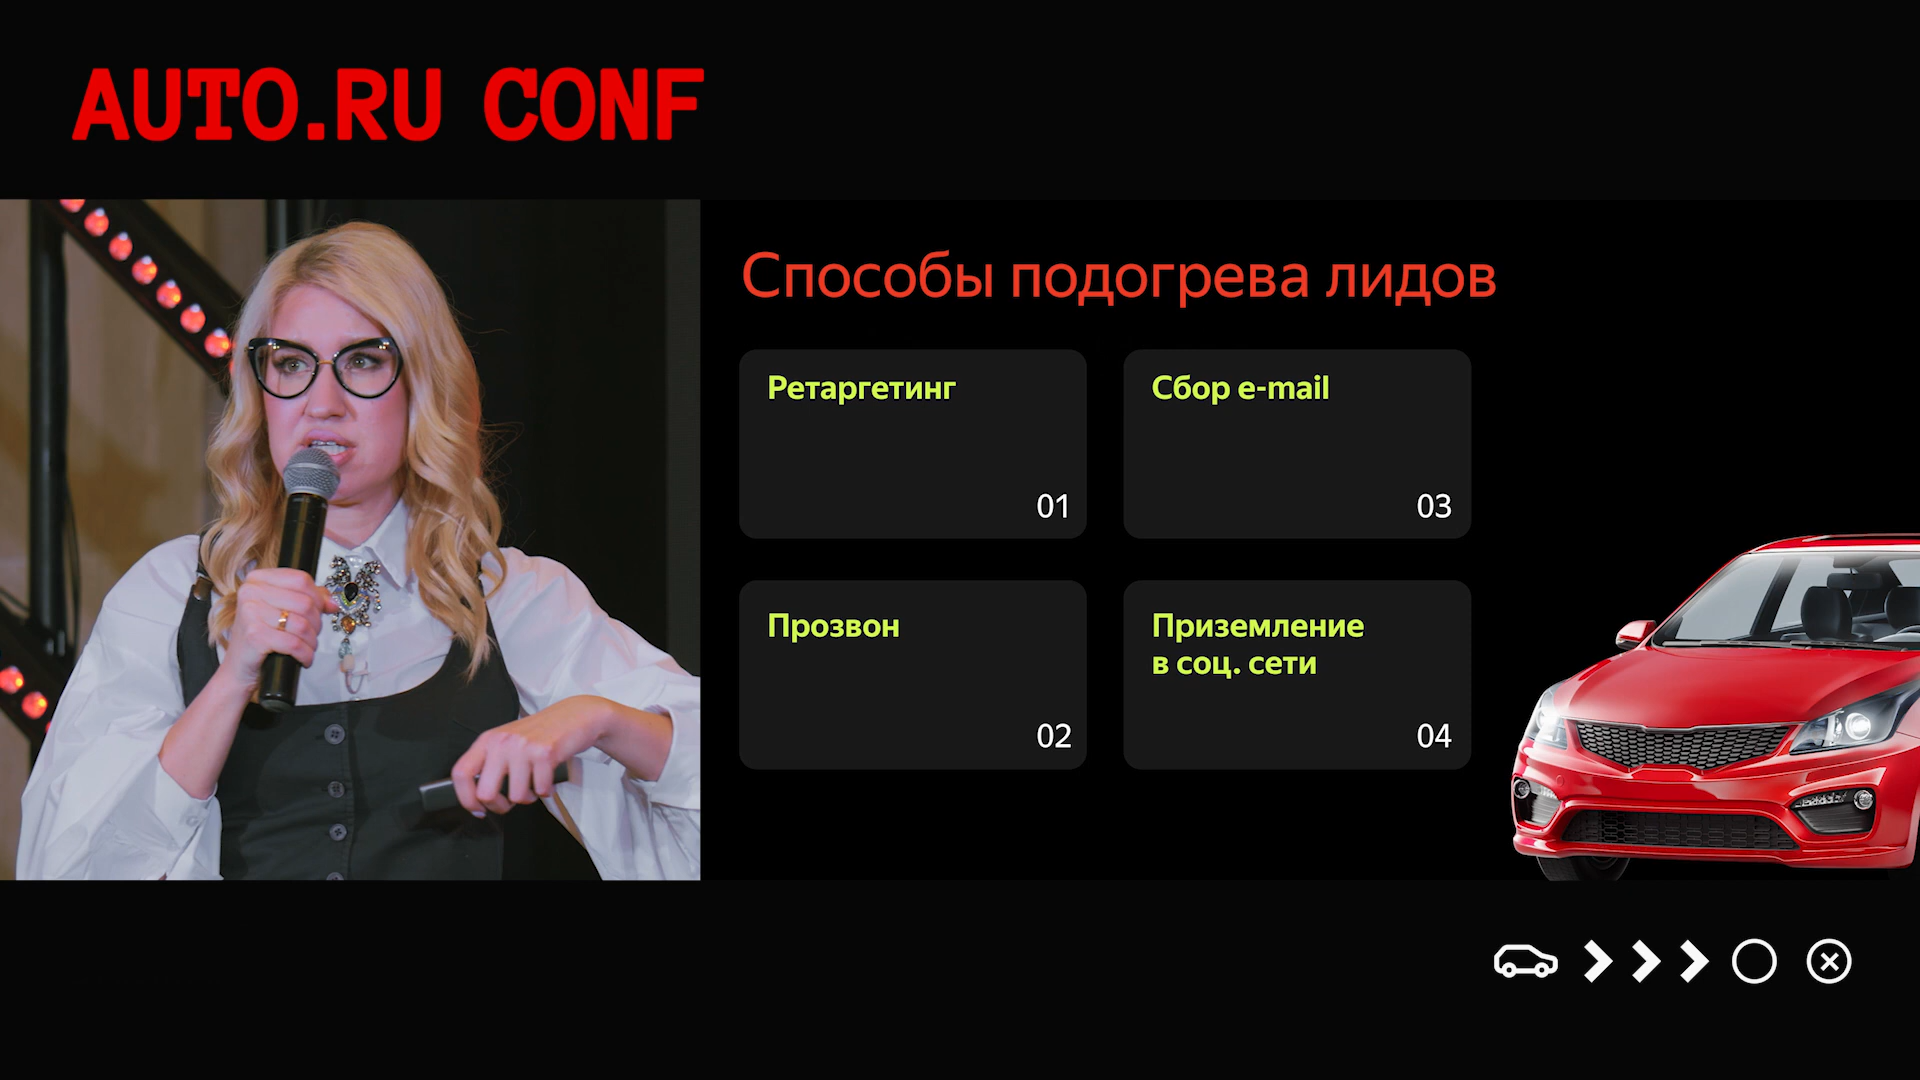 AUTO.RU CONF
Способы подогрева лидов
Ретаргетинг
01
Сбор e-mail
03
Прозвон
02
Приземление
в соц. сети
04